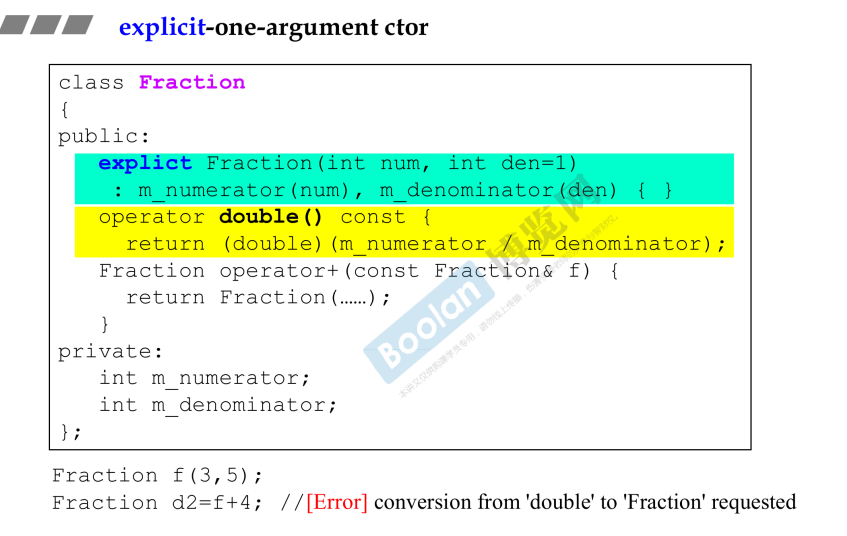 explicit-one-argument ctor
class Fraction
{
public:
explict Fraction(int num, int den=1)
: m_numerator(num), m_denominator(den) { }
operator double() const {
return (double)(m_numerator / m_denominator);
Fraction operator+(const Fraction& f) {
return Fraction(……);
}
private:
int m_numerator;
int m_denominator;
};
Boolan 博览网
Fraction f(3,5);
Fraction d2=f+4; //[Error] conversion from 'double' to 'Fraction' requested